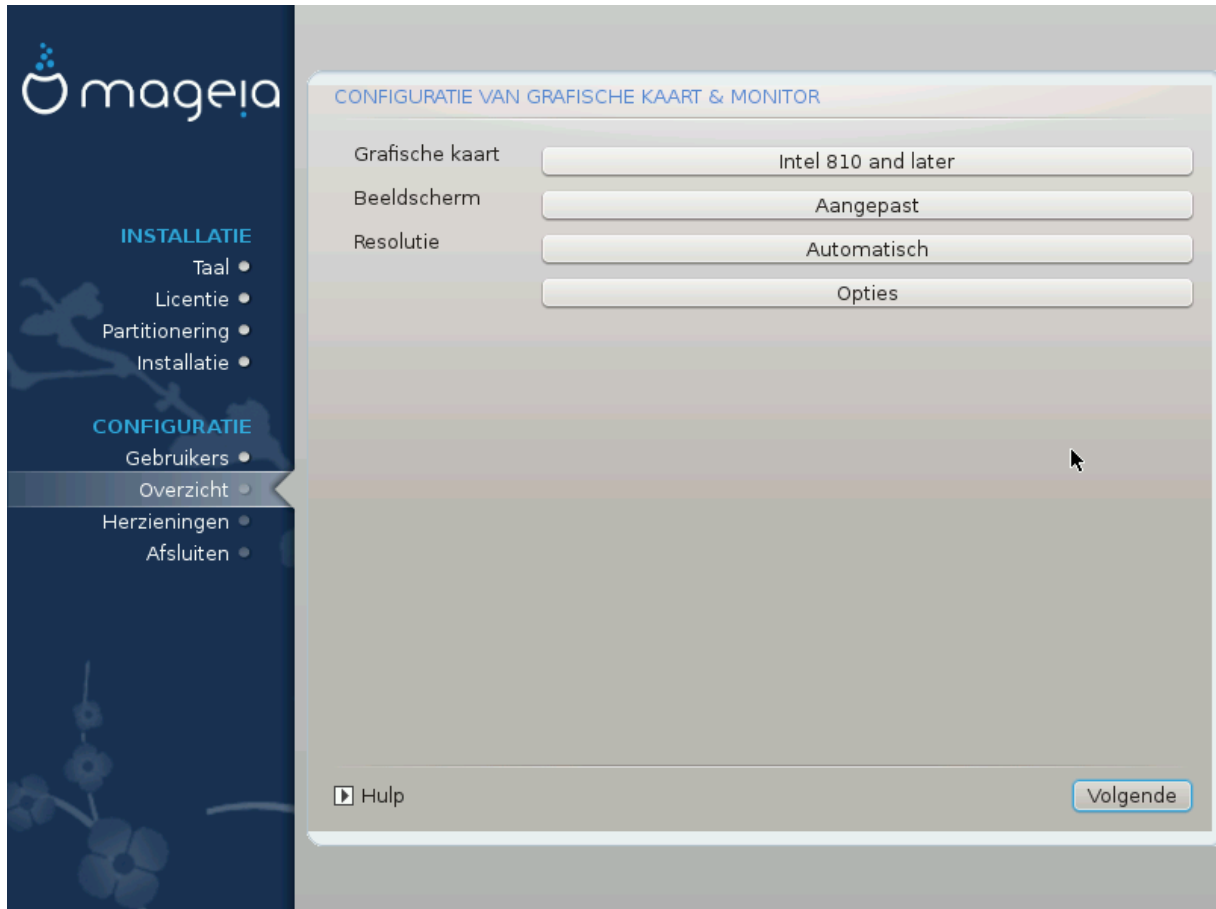 mageia
INSTALLATIE
Taal
Licentie
Partitionering
Installatie
CONFIGURATIE
Gebruikers
Overzicht
Herzieningen
Afsluiten
CONFIGURATIE VAN GRAFISCHE KAART & MONITOR
Grafische kaart Intel 810 and later
Beeldscherm Aangepast
Resolutie Automatisch
Opties
Hulp Volgende